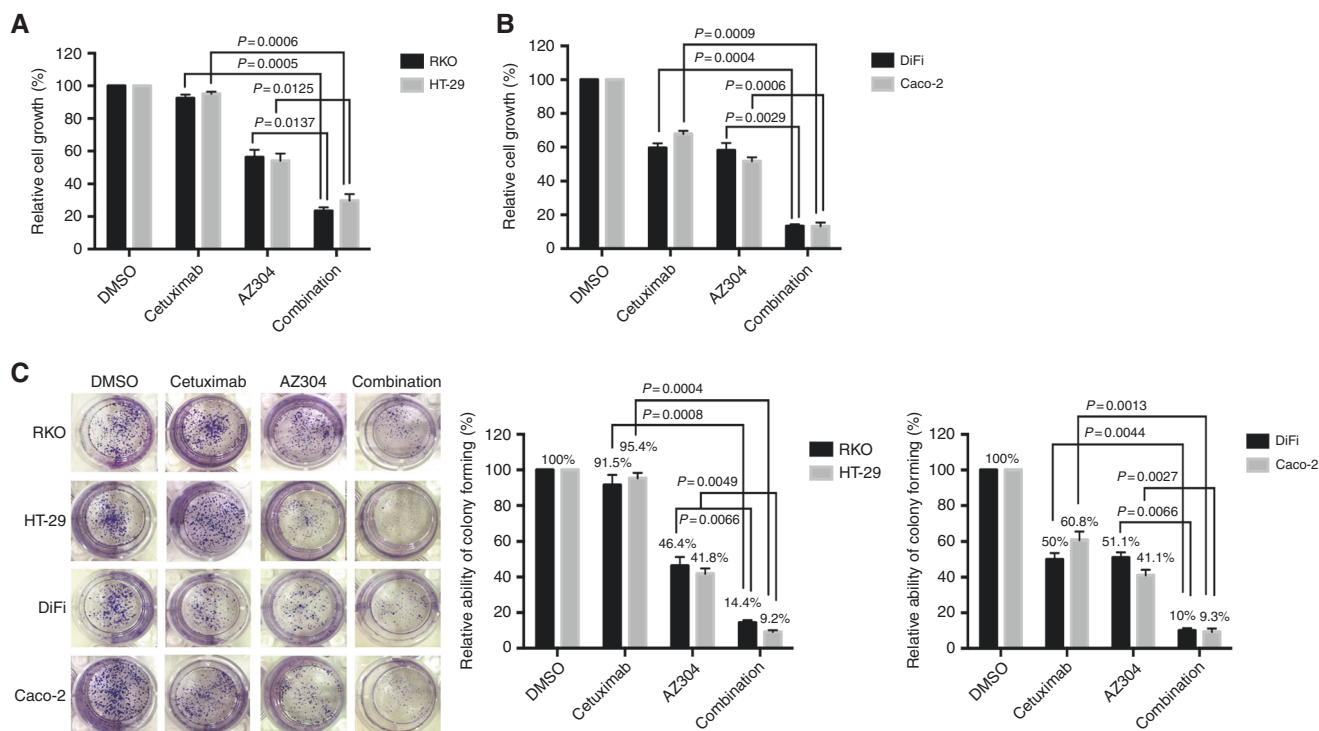 A
Relative cell growth (%)
120
100
80
60
40
20
0
P = 0.0006
P = 0.0005
P = 0.0125
P = 0.0137
RKO
HT-29
DMSO
Cetuximab
AZ304
Combination
B
Relative cell growth (%)
120
100
80
60
40
20
0
P = 0.0009
P = 0.0004
P = 0.0006
P = 0.0029
DiFi
Caco-2
DMSO
Cetuximab
AZ304
Combination
C
DMSO Cetuximab AZ304 Combination
RKO
HT-29
DiFi
Caco-2
Relative ability of colony forming (%)
120
100
80
60
40
20
0
P = 0.0004
P = 0.0008
P = 0.0049
P = 0.0066
100%
91.5%
95.4%
46.4%
41.8%
14.4%
9.2%
RKO
HT-29
DMSO
Cetuximab
AZ304
Combination
Relative ability of colony forming (%)
120
100
80
60
40
20
0
P = 0.0013
P = 0.0044
P = 0.0027
P = 0.0066
100%
50%
60.8%
51.1%
41.1%
10%
9.3%
DiFi
Caco-2
DMSO
Cetuximab
AZ304
Combination